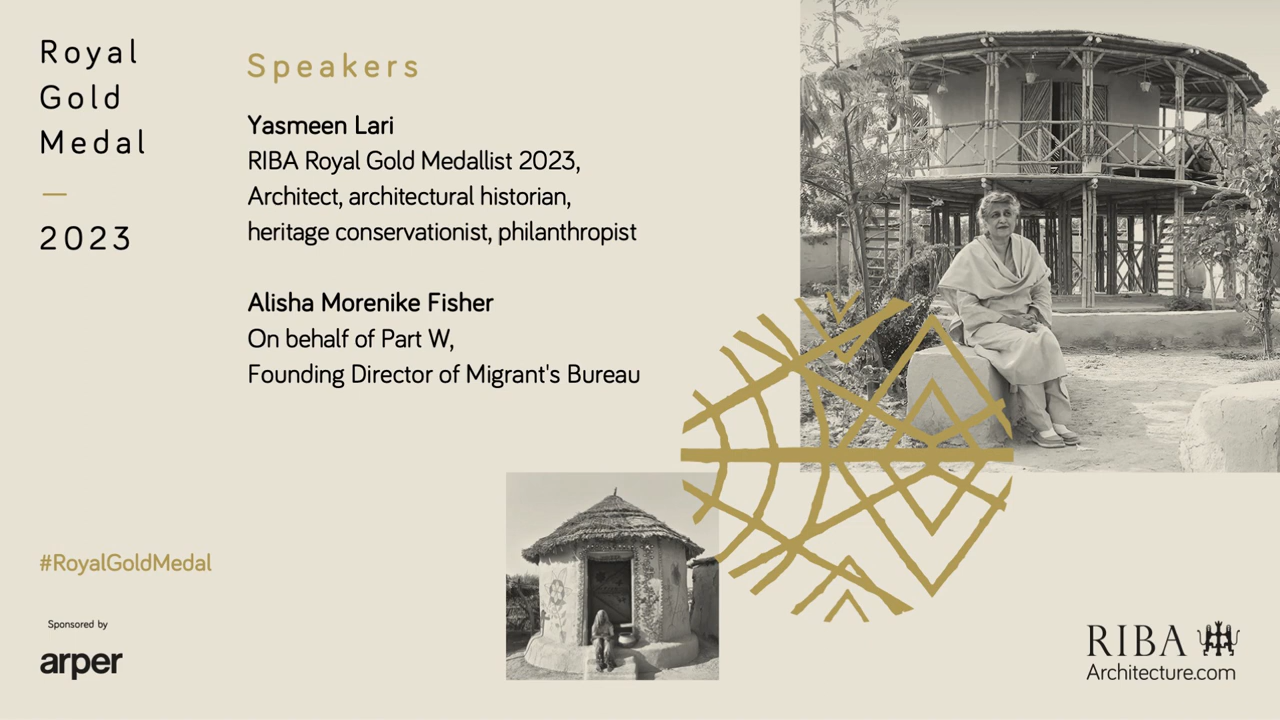 Royal
Gold
Medal
—
2023
Speakers
Yasmeen Lari
RIBA Royal Gold Medallist 2023,
Architect, architectural historian,
heritage conservationist, philanthropist
Alisha Morenike Fisher
On behalf of Part W,
Founding Director of Migrant's Bureau
#RoyalGoldMedal
Sponsored by
arper
RIBA
Architecture.com